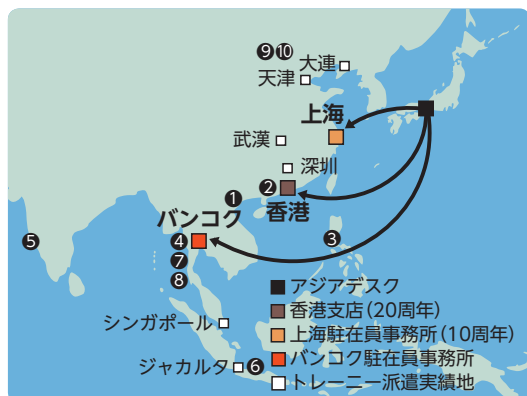 ❾❿
大連
天津
上海
武漢
深圳
❶
❷
香港
バンコク
❸
❺
❹
❼
❽
アジアデスク
香港支店(20周年)
シンガポール
上海駐在員事務所(10周年)
バンコク駐在員事務所
ジャカルタ
❻
トレーニー派遣実績地